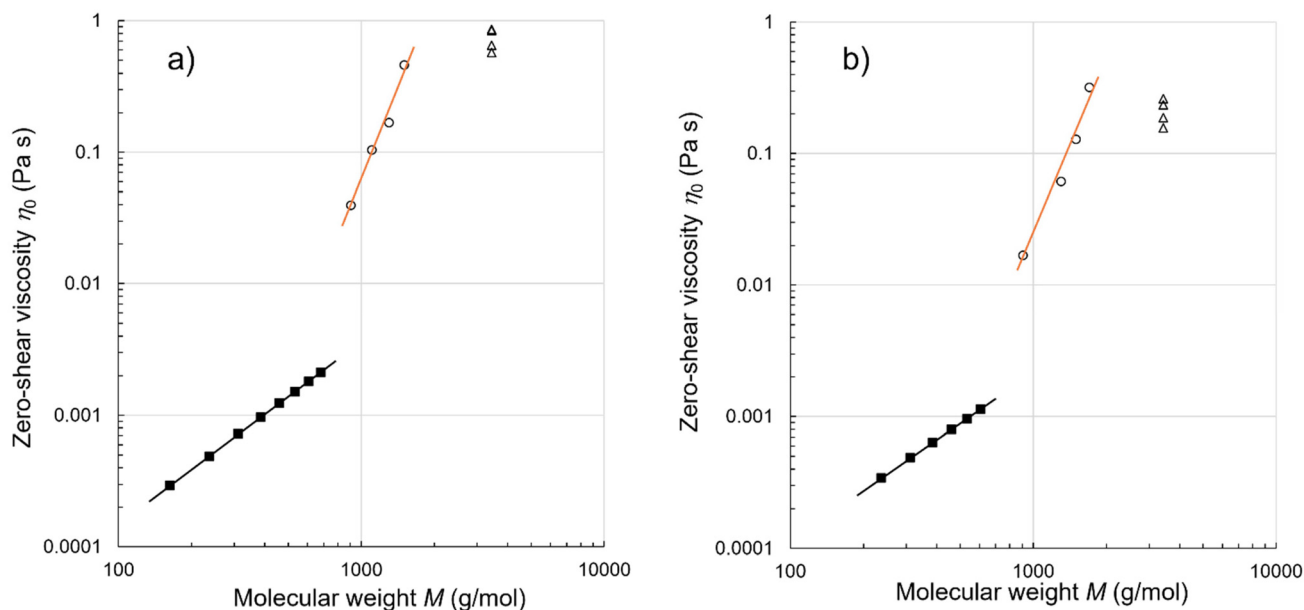 a)
Zero-shear viscosity η0 (Pa s)
1
0.1
0.01
0.001
0.0001
100
1000
10000
Molecular weight M (g/mol)
b)
Zero-shear viscosity η0 (Pa s)
1
0.1
0.01
0.001
0.0001
100
1000
10000
Molecular weight M (g/mol)